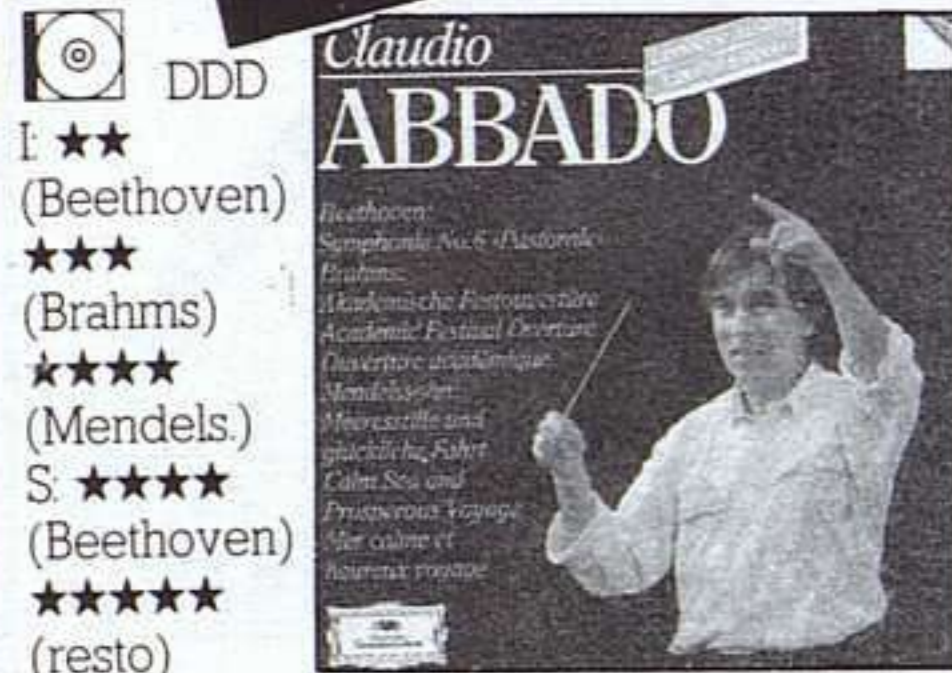 DDD
I: ★★
(Beethoven)
★★★
(Brahms)
★★★★
(Mendels.)
S: ★★★★
(Beethoven)
★★★★★
(resto)
Claudio
ABBADO
Beethoven:
Symphonie No. 6 «Pastorale»
Brahms:
Akademische Festouvertüre
Academic Festival Overture
Ouverture académique
Mendelssohn:
Meeresstille und
glückliche Fahrt
Calm Sea and
Prosperous Voyage
Mer calme et
heureux voyage